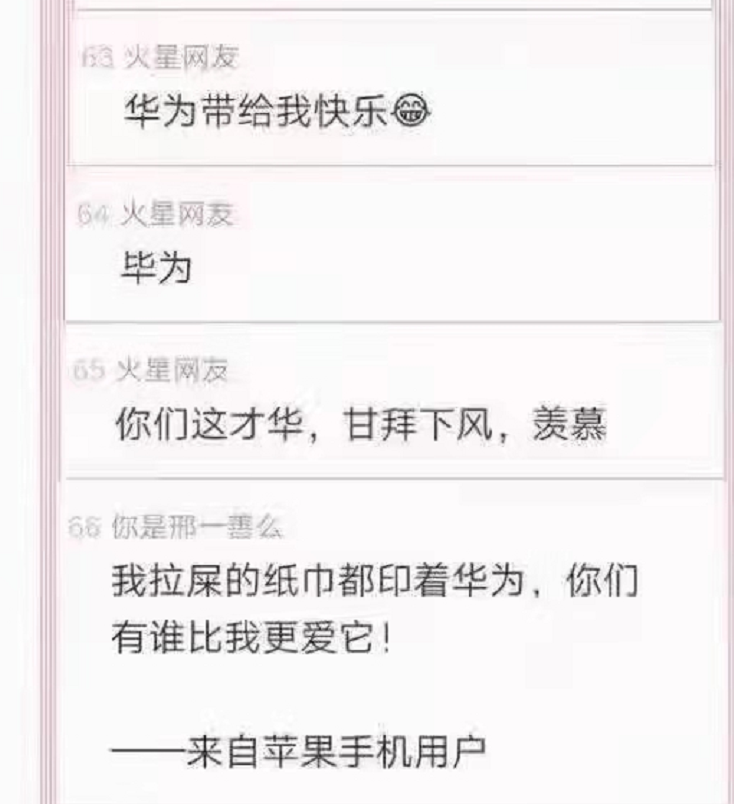 63 火星网友
华为带给我快乐😂
64 火星网友
毕为
65 火星网友
你们这才华，甘拜下风，羡慕
66 你是邢一善么
我拉屎的纸巾都印着华为，你们
有谁比我更爱它！
——来自苹果手机用户